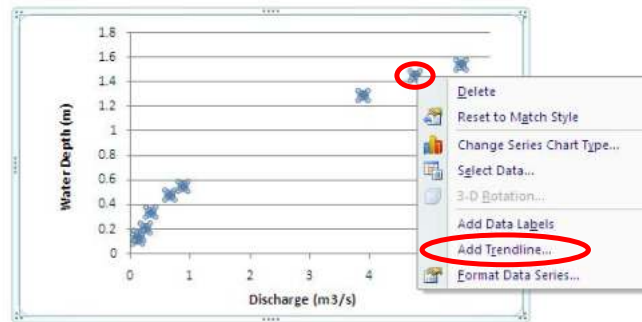 1.8
1.6
1.4
1.2
1
0.8
0.6
0.4
0.2
0
Water Depth (m)
0 1 2 3 4
Discharge (m3/s)
Delete
Reset to Match Style
Change Series Chart Type...
Select Data...
3-D Rotation...
Add Data Labels
Add Trendline...
Format Data Series...